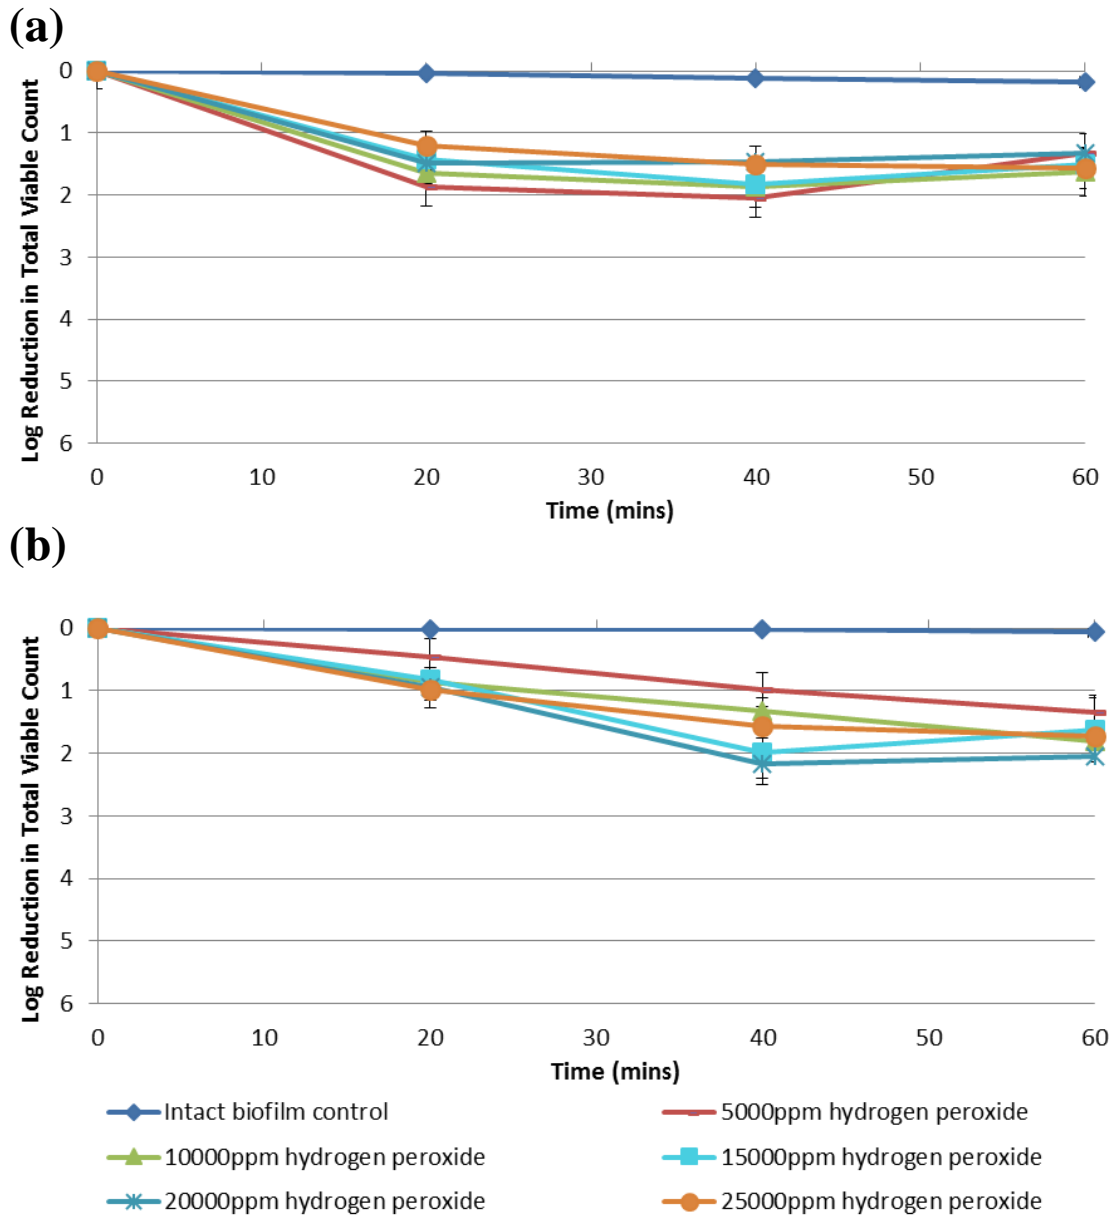 (a)
Log Reduction in Total Viable Count
0
1
2
3
4
5
6
0 10 20 30 40 50 60
Time (mins)
(b)
Log Reduction in Total Viable Count
0
1
2
3
4
5
6
0 10 20 30 40 50 60
Time (mins)
Intact biofilm control
5000ppm hydrogen peroxide
10000ppm hydrogen peroxide
15000ppm hydrogen peroxide
20000ppm hydrogen peroxide
25000ppm hydrogen peroxide